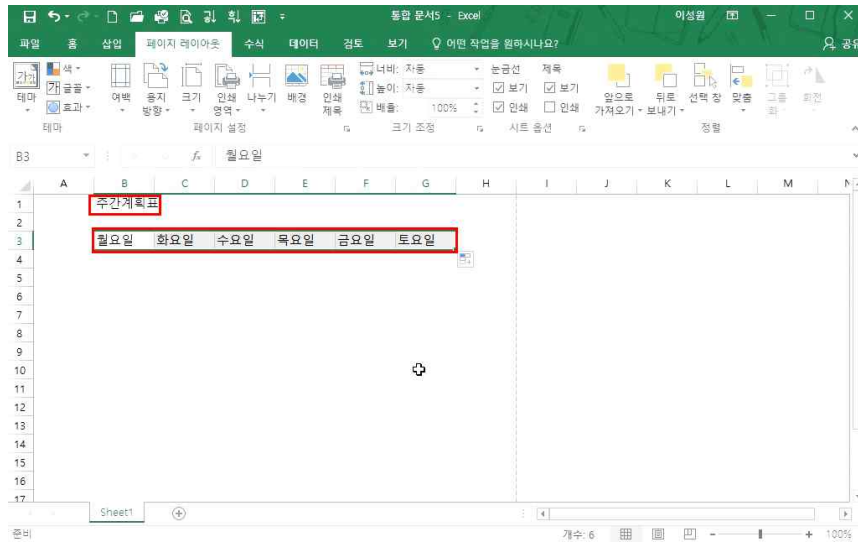 통합 문서5 - Excel
이성원
파일 홈 삽입 페이지 레이아웃 수식 데이터 검토 보기 어떤 작업을 원하시나요? 공유
가가 테마
색
가 글꼴
효과
여백 용지 방향 크기 인쇄 영역 나누기 배경 인쇄 제목
너비: 자동
높이: 자동
배율: 100%
눈금선 제목
보기 보기
인쇄 인쇄
앞으로 가져오기 뒤로 보내기 선택 창 맞춤 그룹화 회전
테마 페이지 설정 크기 조정 시트 옵션 정렬
B3 fx 월요일
A B C D E F G H I J K L M N
1 주간계획표
2
3 월요일 화요일 수요일 목요일 금요일 토요일
4
5
6
7
8
9
10
11
12
13
14
15
16
17
Sheet1
준비 개수: 6 100%